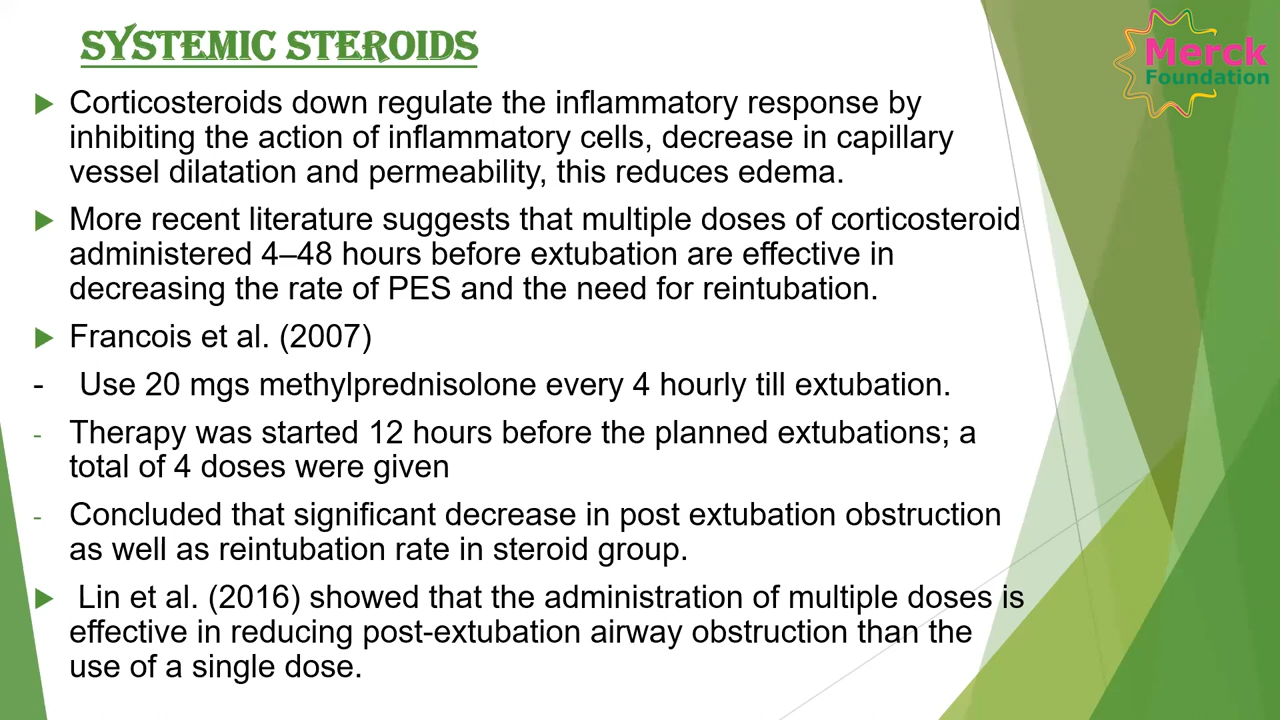 SYSTEMIC STEROIDS
Merck
Foundation
Corticosteroids down regulate the inflammatory response by
inhibiting the action of inflammatory cells, decrease in capillary
vessel dilatation and permeability, this reduces edema.
More recent literature suggests that multiple doses of corticosteroid
administered 4–48 hours before extubation are effective in
decreasing the rate of PES and the need for reintubation.
Francois et al. (2007)
- Use 20 mgs methylprednisolone every 4 hourly till extubation.
- Therapy was started 12 hours before the planned extubations; a
total of 4 doses were given
- Concluded that significant decrease in post extubation obstruction
as well as reintubation rate in steroid group.
Lin et al. (2016) showed that the administration of multiple doses is
effective in reducing post-extubation airway obstruction than the
use of a single dose.